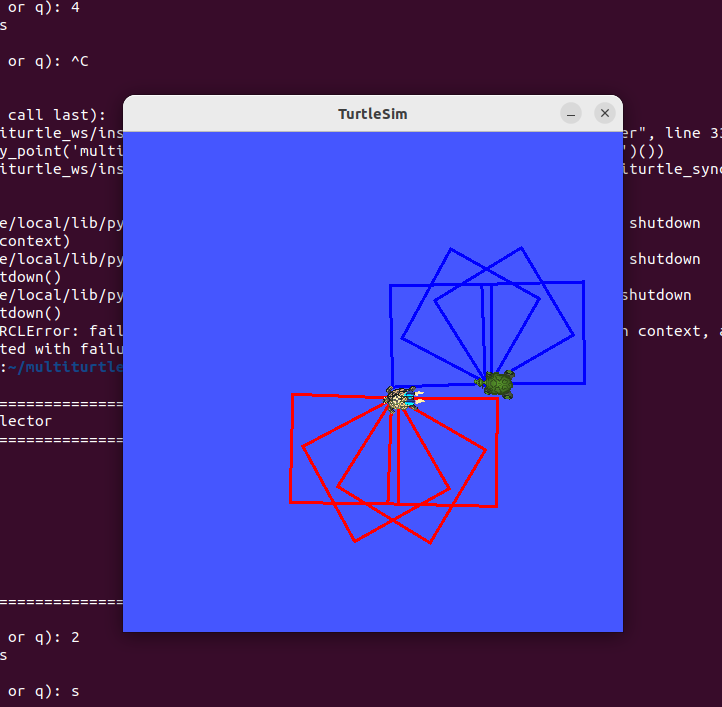 or q): 4
s
or q): ^C
TurtleSim
call last):
iturtle_ws/ins er", line 33
y_point('multi ')())
iturtle_ws/ins iturtle_sync
e/local/lib/py shutdown
context)
e/local/lib/py shutdown
tdown()
e/local/lib/py shutdown
tdown()
RCLError: fail n context, a
ted with failu
:~/multiturtle
================
lector
================
================
or q): 2
s
or q): s